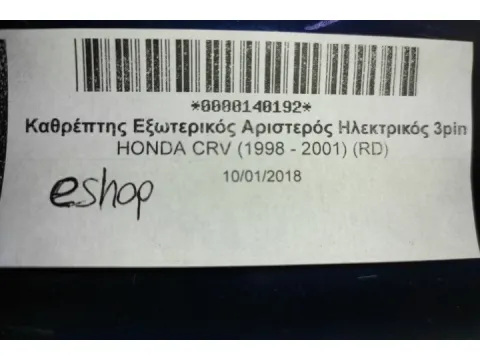 *0000140192*
Καθρέπτης Εξωτερικός Αριστερός Ηλεκτρικός 3pin
HONDA CRV (1998 - 2001) (RD)
10/01/2018
eshop